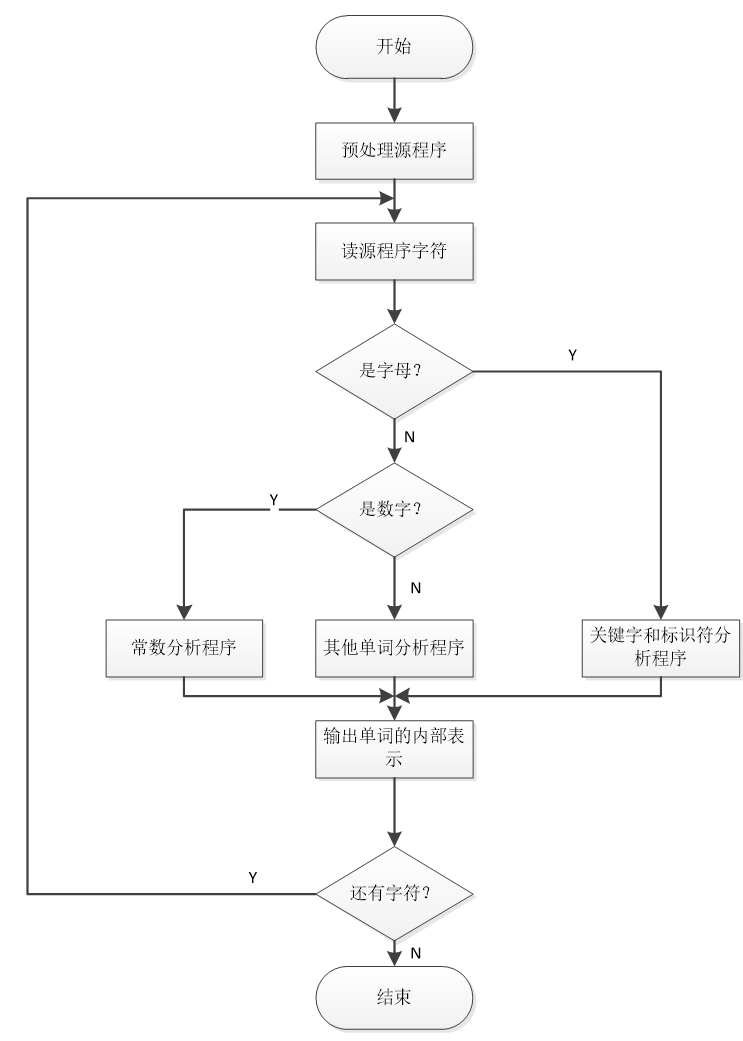 开始
预处理源程序
读源程序字符
是字母？
Y
N
Y
是数字？
N
常数分析程序
其他单词分析程序
关键字和标识符分
析程序
输出单词的内部表
示
Y
还有字符？
N
结束